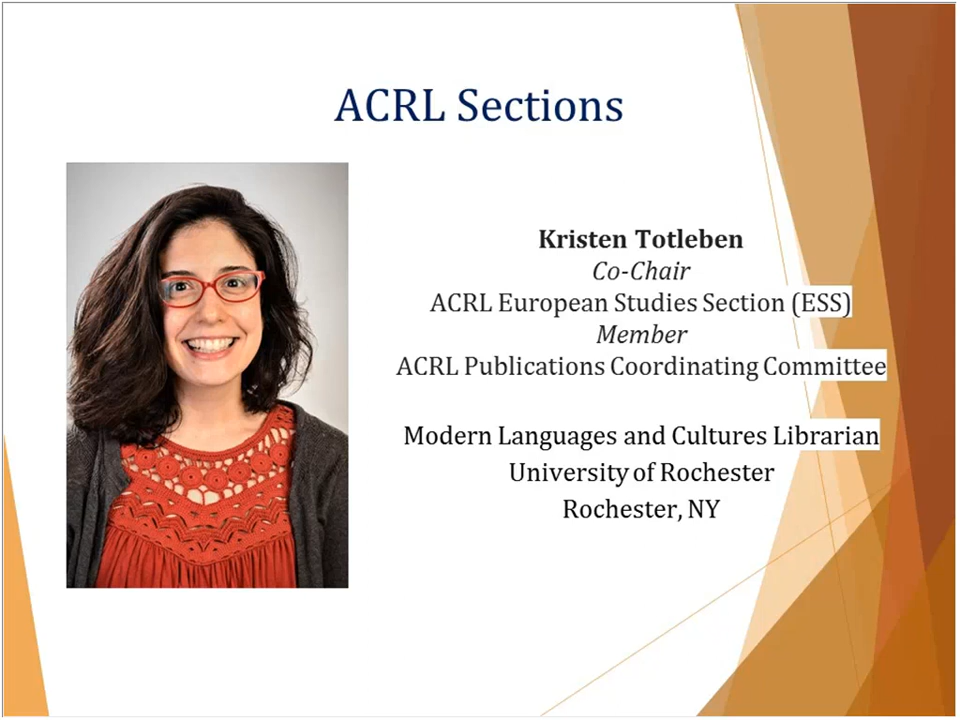 ACRL Sections
Kristen Totleben
Co-Chair
ACRL European Studies Section (ESS)
Member
ACRL Publications Coordinating Committee
Modern Languages and Cultures Librarian
University of Rochester
Rochester, NY